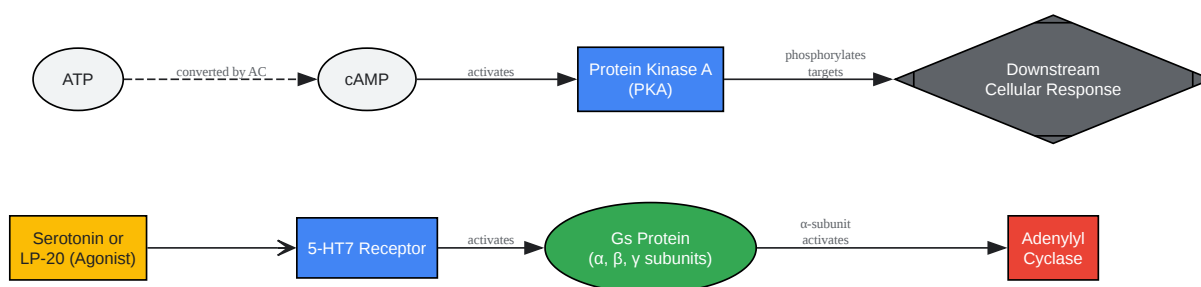 ATP
converted by AC
cAMP
activates
Protein Kinase A
(PKA)
phosphorylates
targets
Downstream
Cellular Response
Serotonin or
LP-20 (Agonist)
5-HT7 Receptor
activates
Gs Protein
(α, β, γ subunits)
α-subunit
activates
Adenylyl
Cyclase